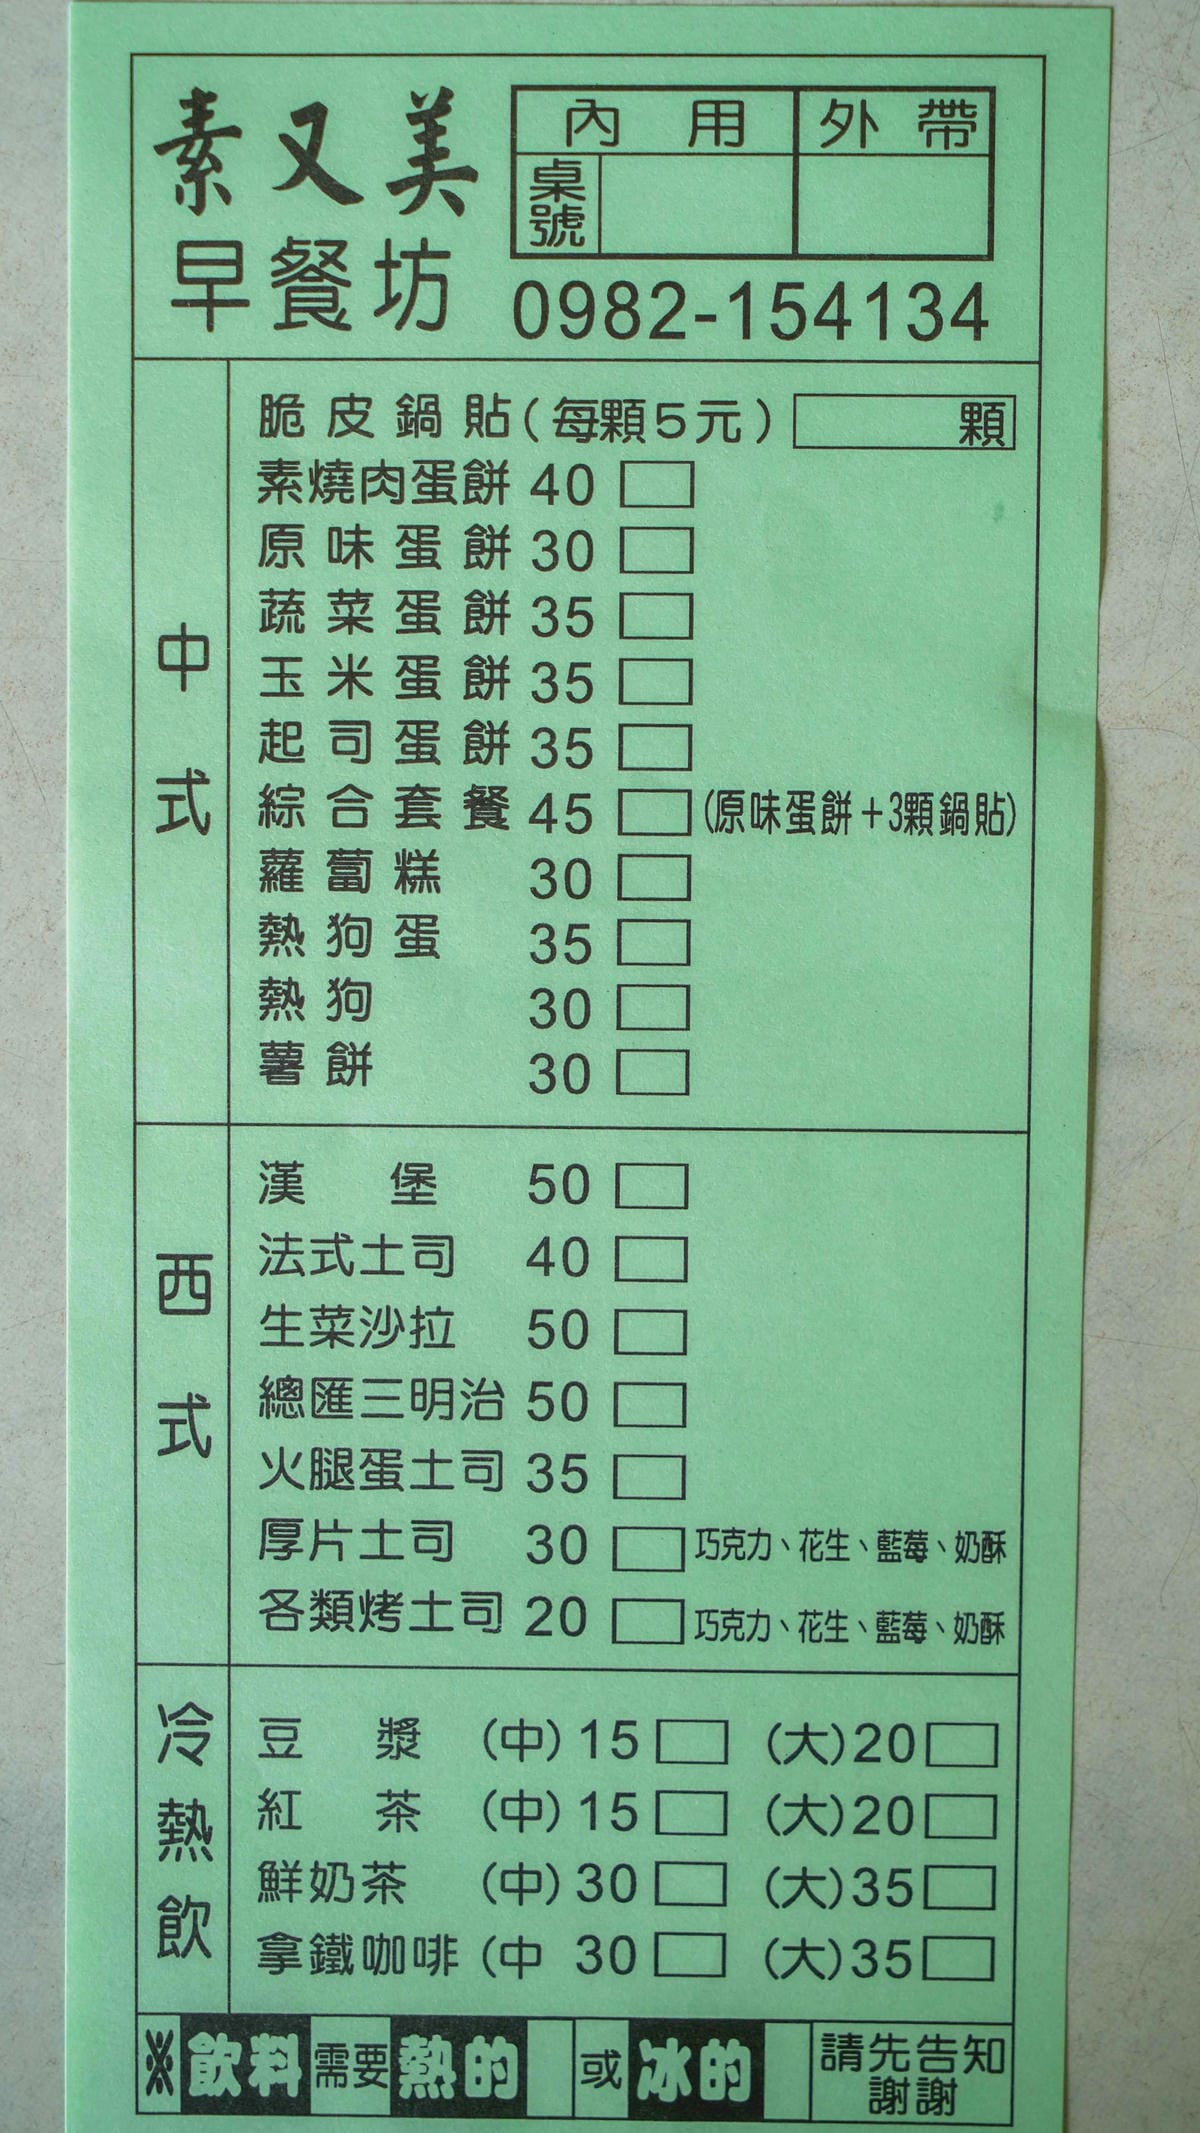 素又美
早餐坊
內用 外帶
桌號
0982-154134
中式
脆皮鍋貼(每顆5元) 顆
素燒肉蛋餅 40
原味蛋餅 30
蔬菜蛋餅 35
玉米蛋餅 35
起司蛋餅 35
綜合套餐 45 (原味蛋餅+3顆鍋貼)
蘿蔔糕 30
熱狗蛋 35
熱狗 30
薯餅 30
西式
漢堡 50
法式土司 40
生菜沙拉 50
總匯三明治 50
火腿蛋土司 35
厚片土司 30 巧克力、花生、藍莓、奶酥
各類烤土司 20 巧克力、花生、藍莓、奶酥
冷熱飲
豆漿 (中)15 (大)20
紅茶 (中)15 (大)20
鮮奶茶 (中)30 (大)35
拿鐵咖啡 (中 30 (大)35
※飲料需要熱的 或冰的 請先告知
謝謝